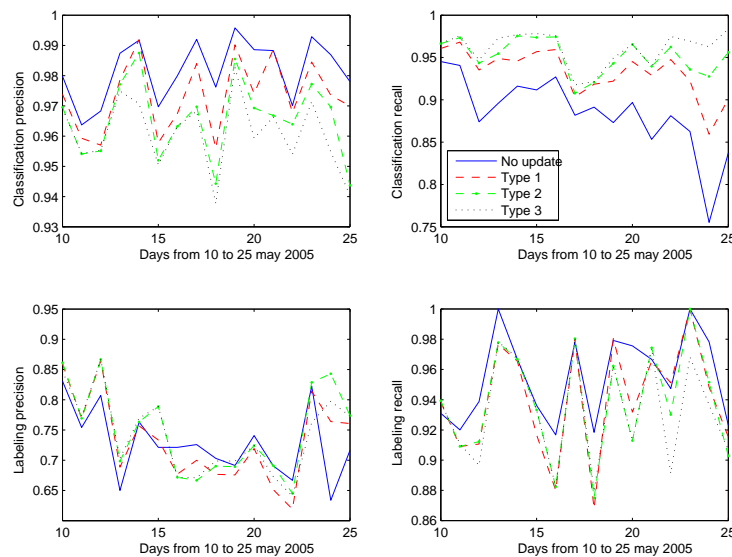 Classification precision
1
0.99
0.98
0.97
0.96
0.95
0.94
0.93
10 15 20 25
Days from 10 to 25 may 2005
Classification recall
1
0.95
0.9
0.85
0.8
0.75
No update
Type 1
Type 2
Type 3
10 15 20 25
Days from 10 to 25 may 2005
Labeling precision
0.95
0.9
0.85
0.8
0.75
0.7
0.65
10 15 20 25
Days from 10 to 25 may 2005
Labeling recall
1
0.98
0.96
0.94
0.92
0.9
0.88
0.86
10 15 20 25
Days from 10 to 25 may 2005